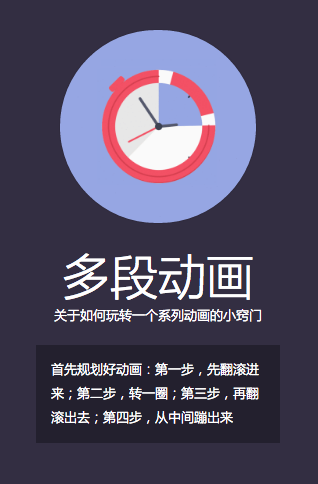 多段动画
关于如何玩转一个系列动画的小窍门
首先规划好动画：第一步，先翻滚进
来；第二步，转一圈；第三步，再翻
滚出去；第四步，从中间蹦出来